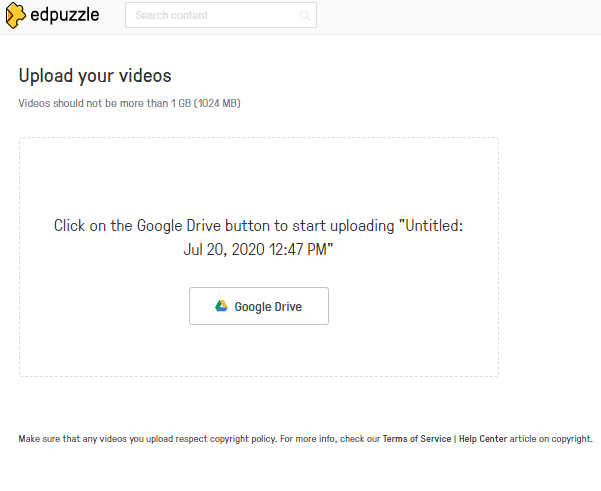 edpuzzle
Search content
Upload your videos
Videos should not be more than 1 GB (1024 MB)
Click on the Google Drive button to start uploading "Untitled:
Jul 20, 2020 12:47 PM"
Google Drive
Make sure that any videos you upload respect copyright policy. For more info, check our Terms of Service | Help Center article on copyright.